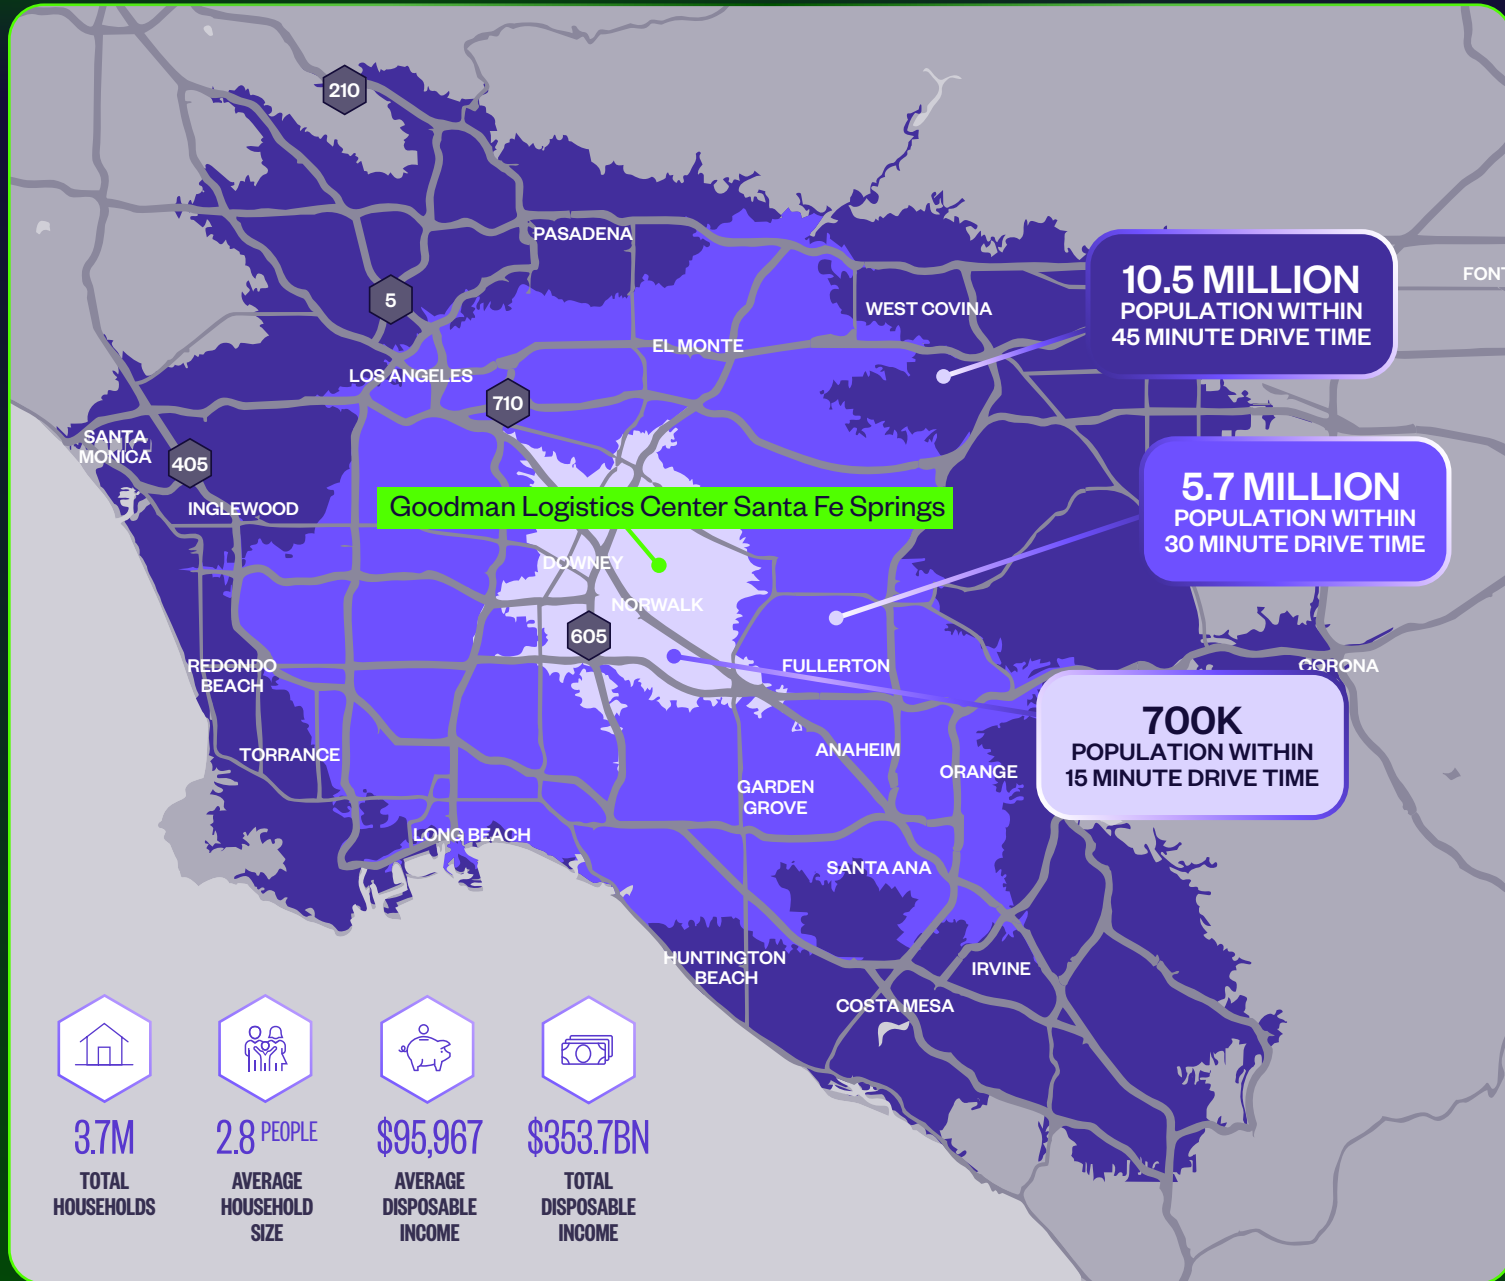 210
PASADENA
5
10.5 MILLION
POPULATION WITHIN
45 MINUTE DRIVE TIME
WEST COVINA
EL MONTE
LOS ANGELES
710
SANTA
MONICA
405
5.7 MILLION
POPULATION WITHIN
30 MINUTE DRIVE TIME
INGLEWOOD
Goodman Logistics Center Santa Fe Springs
DOWNEY
NORWALK
605
REDONDO
BEACH
FULLERTON
CORONA
700K
POPULATION WITHIN
15 MINUTE DRIVE TIME
TORRANCE
ANAHEIM
ORANGE
GARDEN
GROVE
LONG BEACH
SANTA ANA
HUNTINGTON
BEACH
IRVINE
COSTA MESA
3.7M
TOTAL
HOUSEHOLDS
2.8 PEOPLE
AVERAGE
HOUSEHOLD
SIZE
$95,967
AVERAGE
DISPOSABLE
INCOME
$353.7BN
TOTAL
DISPOSABLE
INCOME